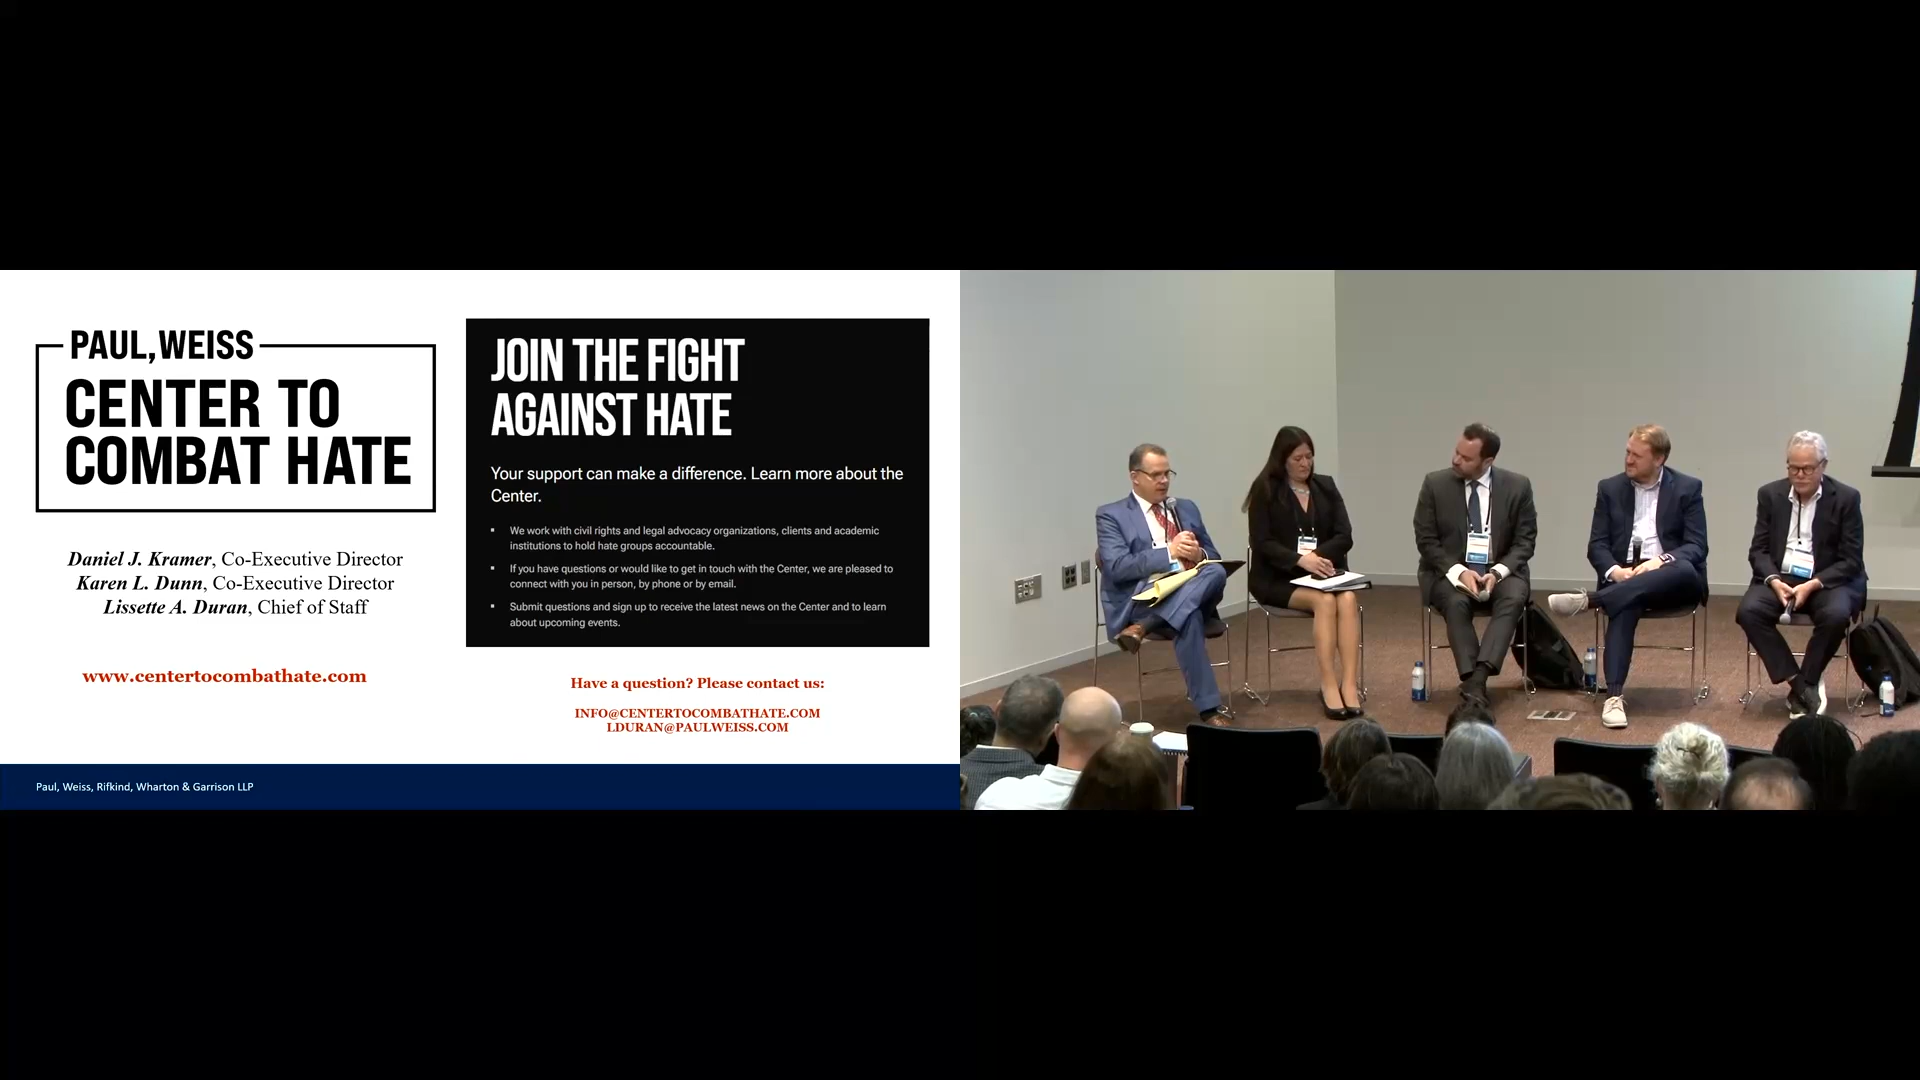 PAUL, WEISS
CENTER TO
COMBAT HATE
Daniel J. Kramer, Co-Executive Director
Karen L. Dunn, Co-Executive Director
Lissette A. Duran, Chief of Staff
www.centertocombathate.com
JOIN THE FIGHT
AGAINST HATE
Your support can make a difference. Learn more about the
Center.
▪ We work with civil rights and legal advocacy organizations, clients and academic
institutions to hold hate groups accountable.
▪ If you have questions or would like to get in touch with the Center, we are pleased to
connect with you in person, by phone or by email.
▪ Submit questions and sign up to receive the latest news on the Center and to learn
about upcoming events.
Have a question? Please contact us:
INFO@CENTERTOCOMBATHATE.COM
LDURAN@PAULWEISS.COM
Paul, Weiss, Rifkind, Wharton & Garrison LLP